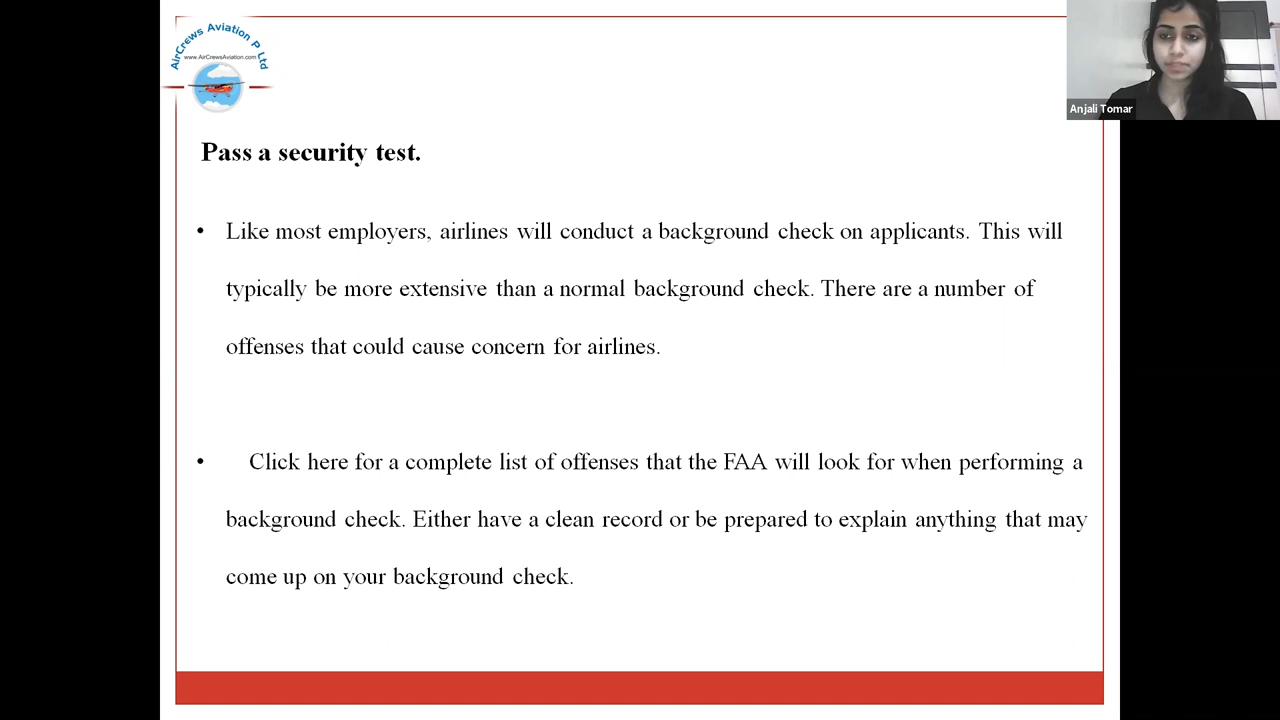 AirCrews Aviation P Ltd
www.AirCrewsAviation.com
Anjali Tomar
Pass a security test.
• Like most employers, airlines will conduct a background check on applicants. This will
typically be more extensive than a normal background check. There are a number of
offenses that could cause concern for airlines.
• Click here for a complete list of offenses that the FAA will look for when performing a
background check. Either have a clean record or be prepared to explain anything that may
come up on your background check.